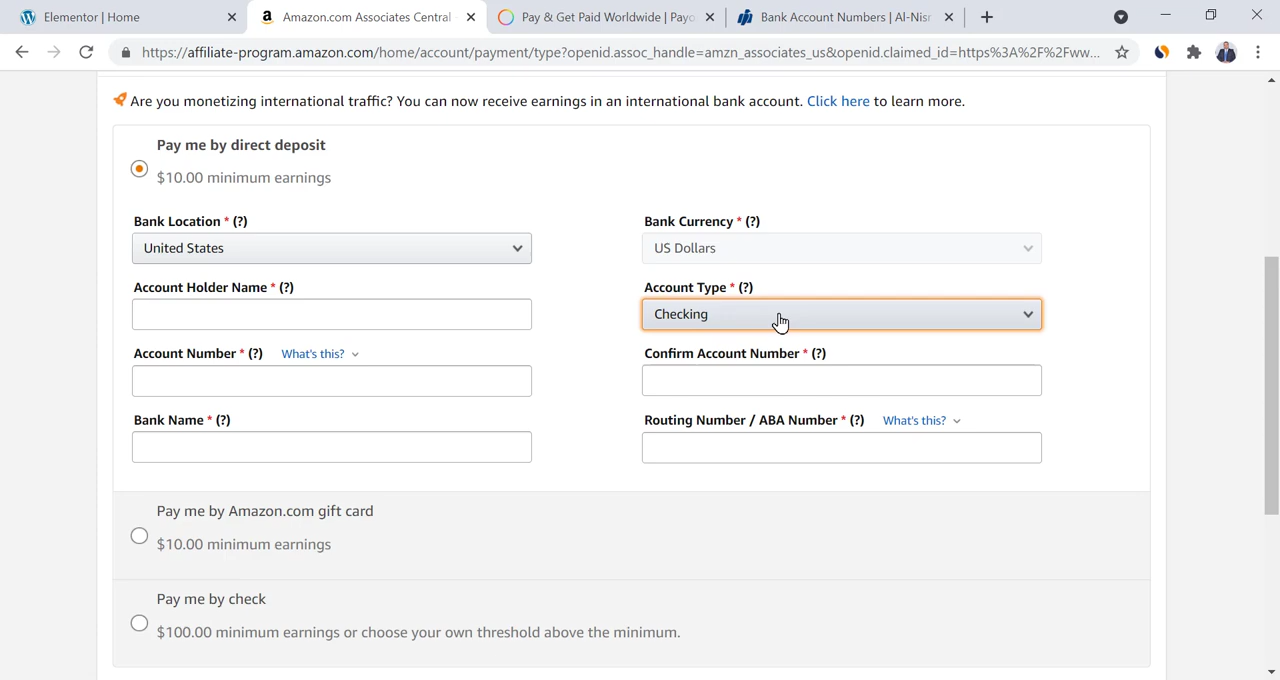 Elementor | Home
Amazon.com Associates Central
Pay & Get Paid Worldwide | Payo
Bank Account Numbers | Al-Nisr
https://affiliate-program.amazon.com/home/account/payment/type?openid.assoc_handle=amzn_associates_us&openid.claimed_id=https%3A%2F%2Fww...
Are you monetizing international traffic? You can now receive earnings in an international bank account. Click here to learn more.
Pay me by direct deposit
$10.00 minimum earnings
Bank Location * (?)
Bank Currency * (?)
United States
US Dollars
Account Holder Name * (?)
Account Type * (?)
Checking
Account Number * (?) What's this?
Confirm Account Number * (?)
Bank Name * (?)
Routing Number / ABA Number * (?) What's this?
Pay me by Amazon.com gift card
$10.00 minimum earnings
Pay me by check
$100.00 minimum earnings or choose your own threshold above the minimum.